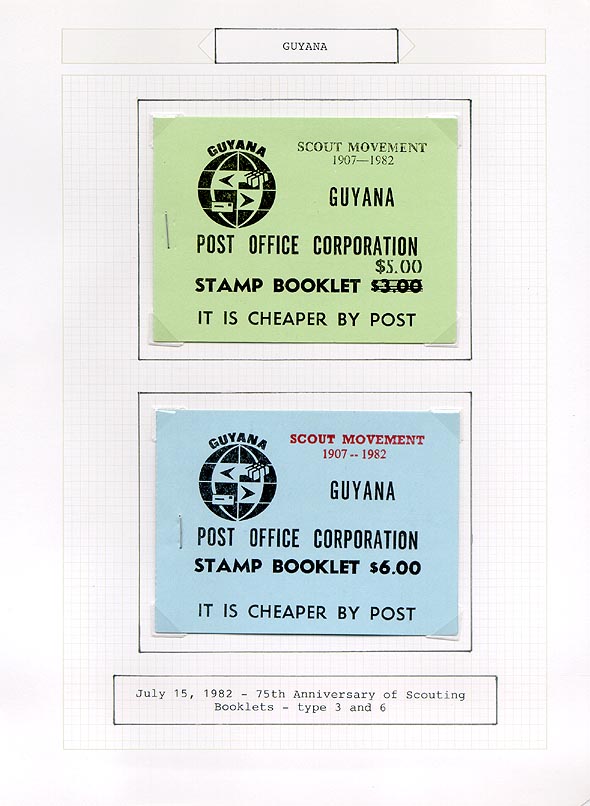 GUYANA
GUYANA
SCOUT MOVEMENT
1907—1982
GUYANA
POST OFFICE CORPORATION
$5.00
STAMP BOOKLET $3.00
IT IS CHEAPER BY POST
GUYANA
SCOUT MOVEMENT
1907 -- 1982
GUYANA
POST OFFICE CORPORATION
STAMP BOOKLET $6.00
IT IS CHEAPER BY POST
July 15, 1982 - 75th Anniversary of Scouting
Booklets - type 3 and 6